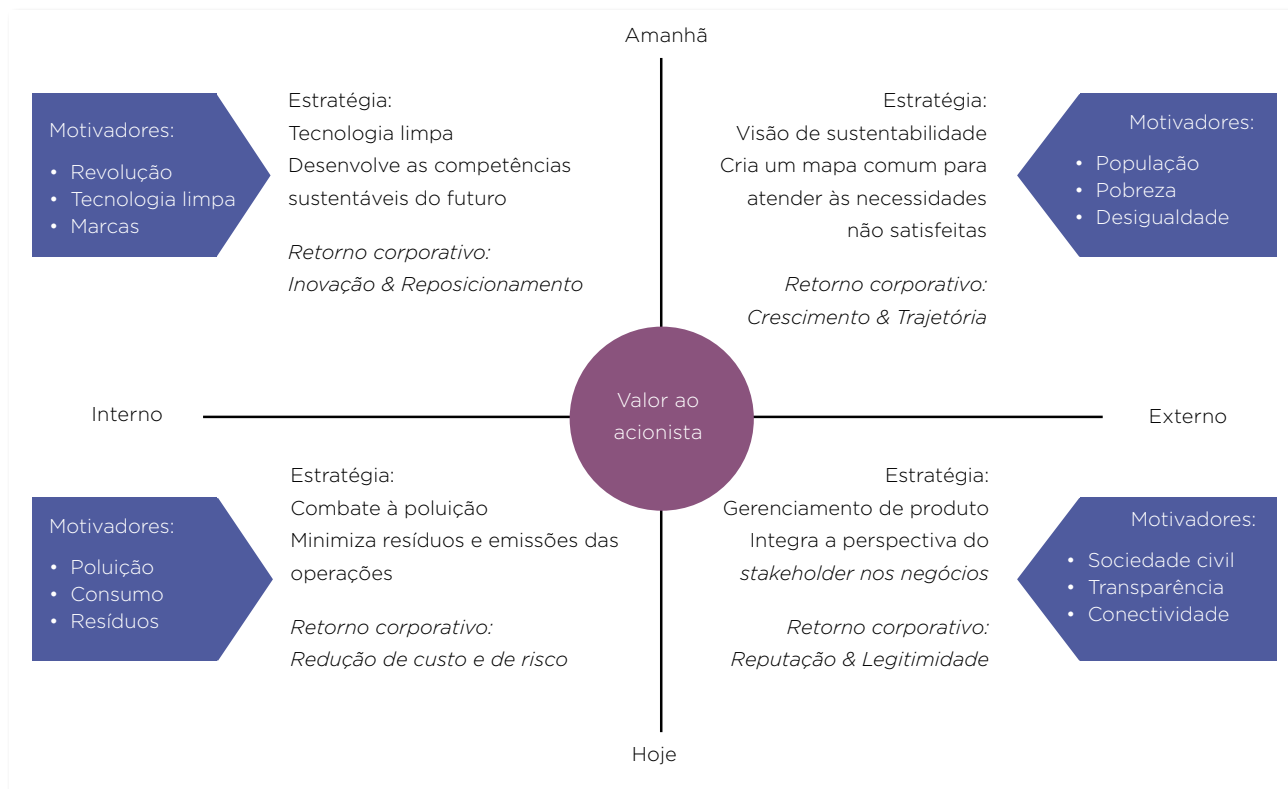 Amanhã
Motivadores:
• Revolução
• Tecnologia limpa
• Marcas
Estratégia:
Tecnologia limpa
Desenvolve as competências
sustentáveis do futuro
Retorno corporativo:
Inovação & Reposicionamento
Estratégia:
Visão de sustentabilidade
Cria um mapa comum para
atender às necessidades
não satisfeitas
Retorno corporativo:
Crescimento & Trajetória
Motivadores:
• População
• Pobreza
• Desigualdade
Interno
Valor ao
acionista
Externo
Motivadores:
• Poluição
• Consumo
• Resíduos
Estratégia:
Combate à poluição
Minimiza resíduos e emissões das
operações
Retorno corporativo:
Redução de custo e de risco
Estratégia:
Gerenciamento de produto
Integra a perspectiva do
stakeholder nos negócios
Retorno corporativo:
Reputação & Legitimidade
Motivadores:
• Sociedade civil
• Transparência
• Conectividade
Hoje